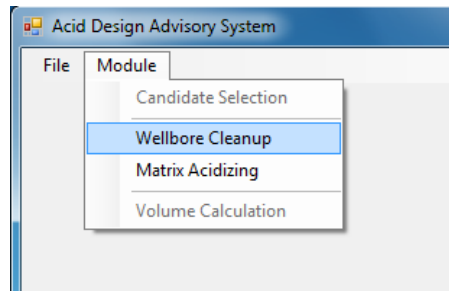 Acid Design Advisory System
File Module
Candidate Selection
Wellbore Cleanup
Matrix Acidizing
Volume Calculation